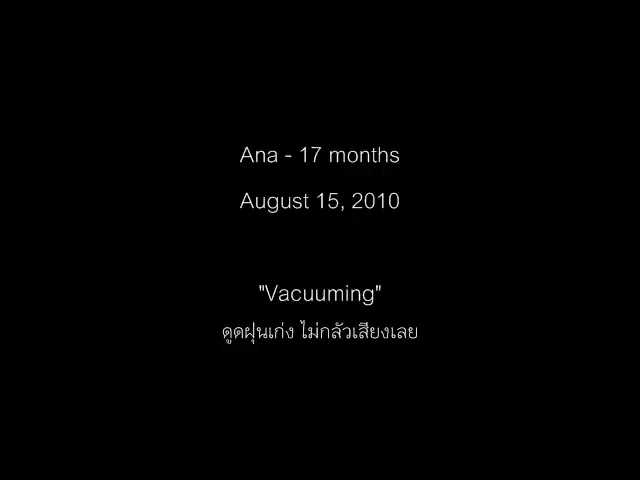 Ana - 17 months
August 15, 2010
"Vacuuming"
ดูดฝุ่นเก่ง ไม่กลัวเสียงเลย